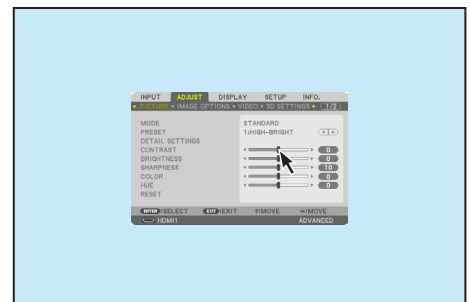 INPUT ADJUST DISPLAY SETUP INFO.
• PICTURE • IMAGE OPTIONS • VIDEO • 3D SETTINGS • (1/2)
MODE STANDARD
PRESET 1:HIGH-BRIGHT
DETAIL SETTINGS
CONTRAST 0
BRIGHTNESS 0
SHARPNESS 10
COLOR 0
HUE 0
RESET
ENTER:SELECT EXIT:EXIT ↕:MOVE ↔:MOVE
HDMI1 ADVANCED